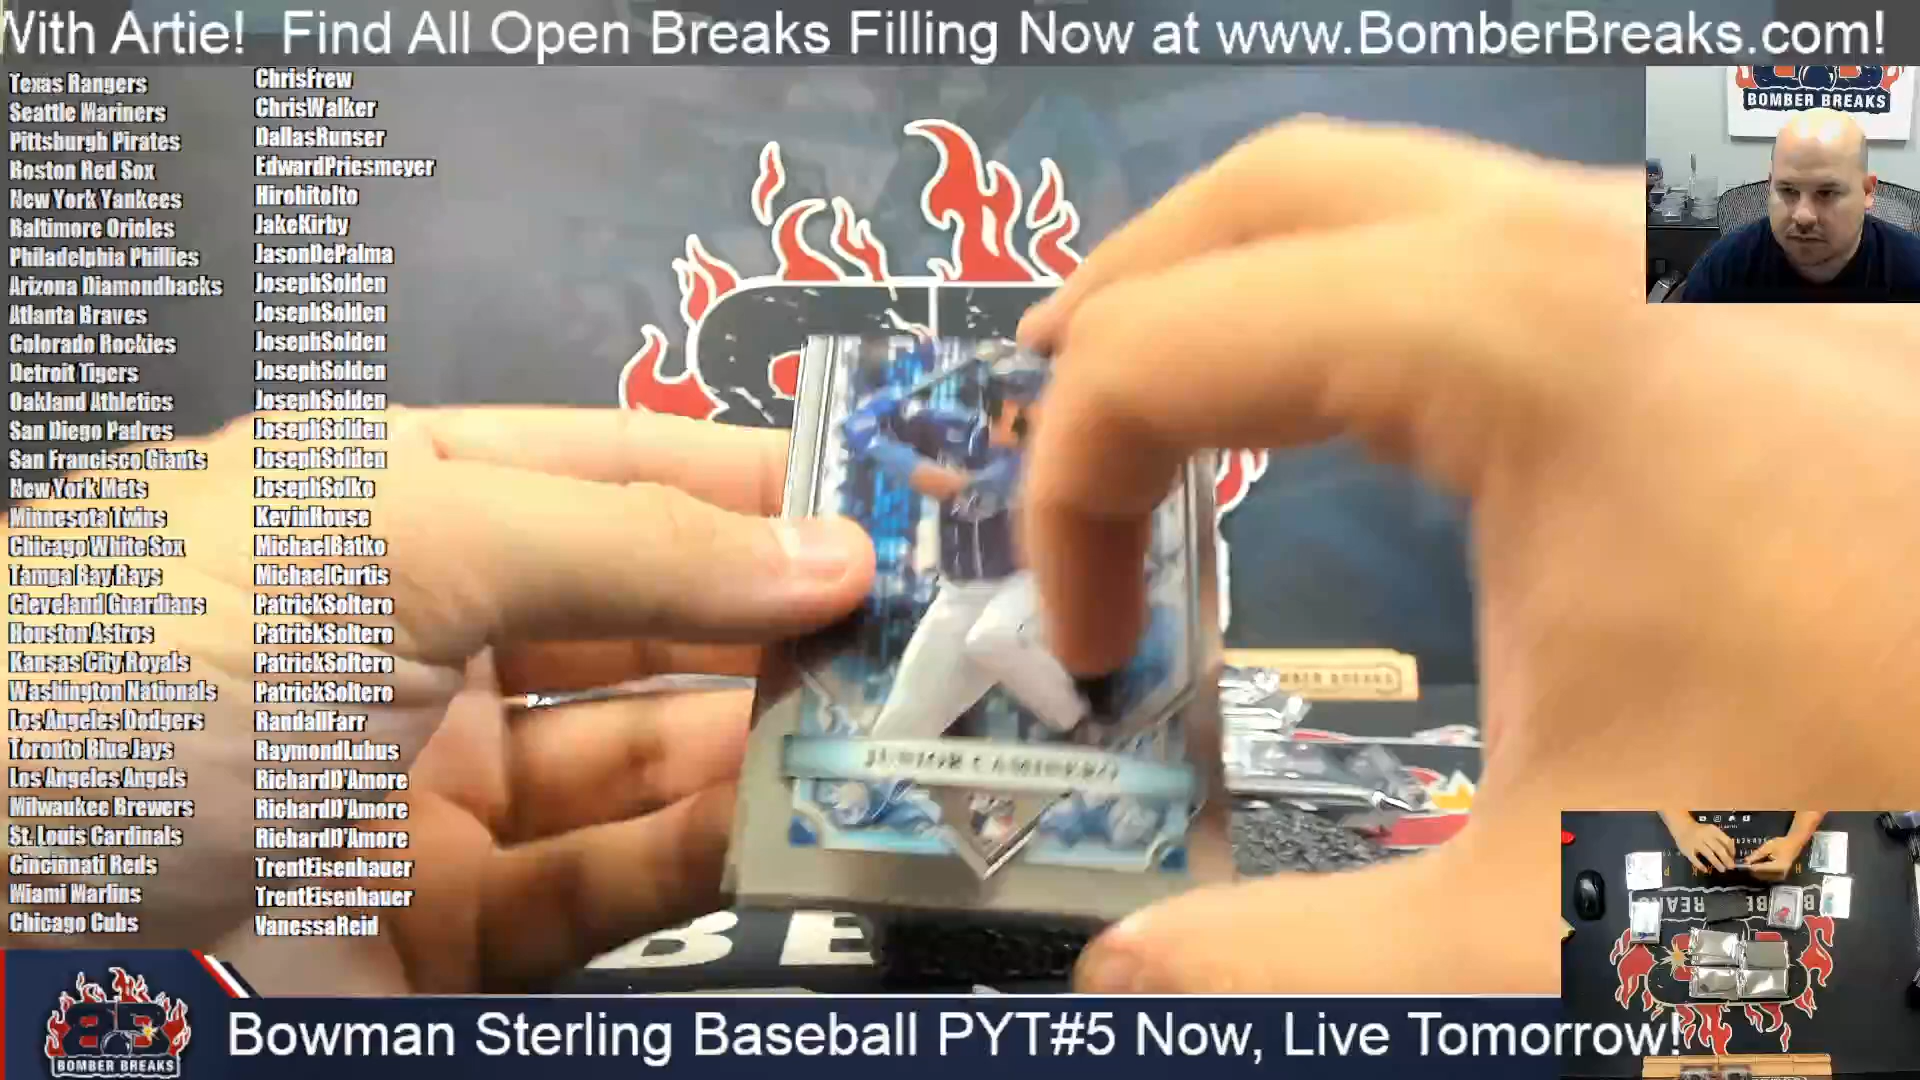 With Artie! Find All Open Breaks Filling Now at www.BomberBreaks.com!
Texas Rangers ChrisFrew
Seattle Mariners ChrisWalker
Pittsburgh Pirates DallasRunser
Boston Red Sox EdwardPriesmeyer
New York Yankees HirohitoIto
Baltimore Orioles JakeKirby
Philadelphia Phillies JasonDePalma
Arizona Diamondbacks JosephSolden
Atlanta Braves JosephSolden
Colorado Rockies JosephSolden
Detroit Tigers JosephSolden
Oakland Athletics JosephSolden
San Diego Padres JosephSolden
San Francisco Giants JosephSolden
New York Mets JosephSolko
Minnesota Twins KevinHouse
Chicago White Sox MichaelBatko
Tampa Bay Rays MichaelCurtis
Cleveland Guardians PatrickSoltero
Houston Astros PatrickSoltero
Kansas City Royals PatrickSoltero
Washington Nationals PatrickSoltero
Los Angeles Dodgers RandallFarr
Toronto Blue Jays RaymondLubus
Los Angeles Angels RichardD'Amore
Milwaukee Brewers RichardD'Amore
St. Louis Cardinals RichardD'Amore
Cincinnati Reds TrentEisenhauer
Miami Marlins TrentEisenhauer
Chicago Cubs VanessaReid
BOMBER BREAKS
JUNIOR CAMINERO
BOMBER BREAKS
BE
BOMBER BREAKS
Bowman Sterling Baseball PYT#5 Now, Live Tomorrow!